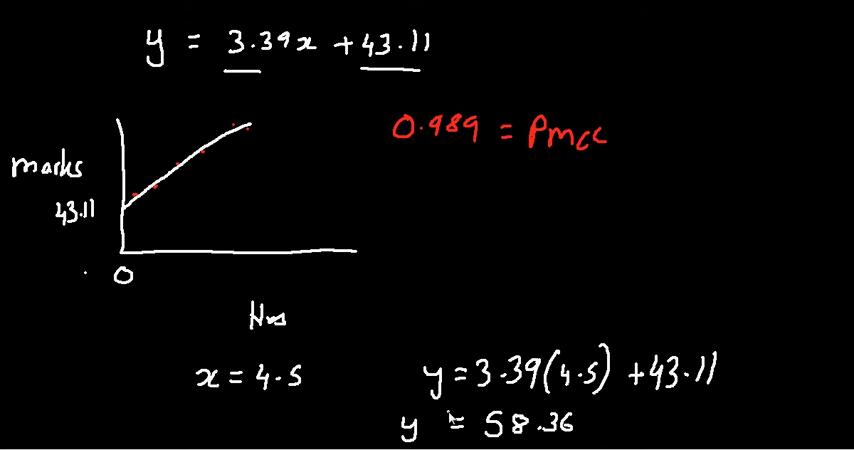 y = 3.39x + 43.11
0.989 = PMCC
marks
43.11
0
Hrs
x = 4.5
y = 3.39(4.5) + 43.11
y = 58.36